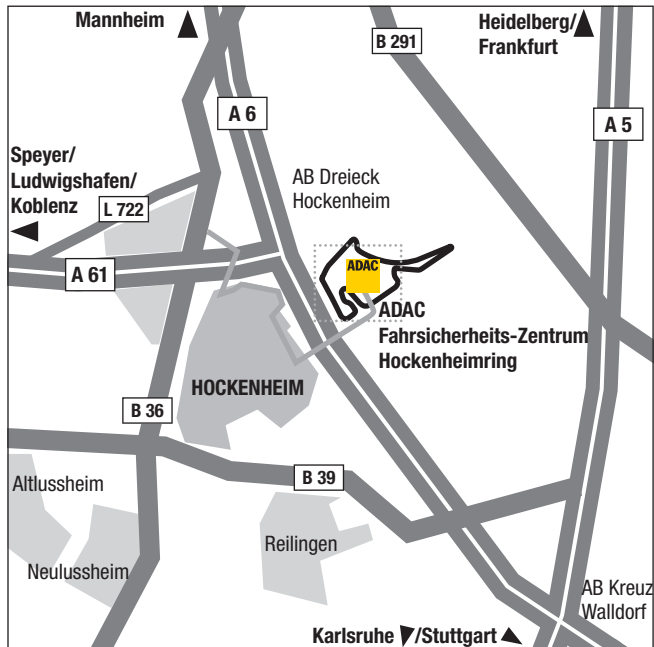 Mannheim
Heidelberg/
Frankfurt
B 291
A 6
A 5
Speyer/
Ludwigshafen/
Koblenz
L 722
AB Dreieck
Hockenheim
A 61
ADAC
ADAC
Fahrsicherheits-Zentrum
Hockenheimring
HOCKENHEIM
B 36
B 39
Altlussheim
Reilingen
Neulussheim
AB Kreuz
Walldorf
Karlsruhe /Stuttgart